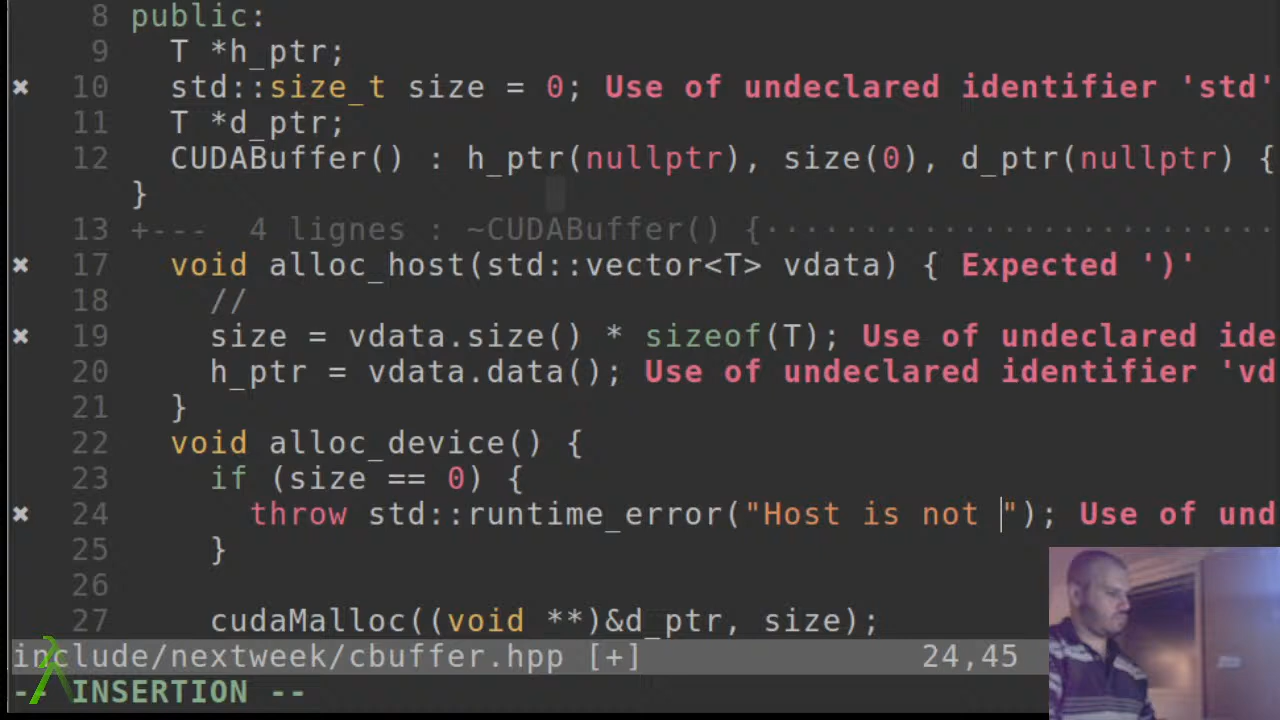 8 public:
9 T *h_ptr;
✖ 10 std::size_t size = 0; Use of undeclared identifier 'std'
11 T *d_ptr;
12 CUDABuffer() : h_ptr(nullptr), size(0), d_ptr(nullptr) {
}
13 +--- 4 lignes : ~CUDABuffer() {····························
✖ 17 void alloc_host(std::vector<T> vdata) { Expected ')'
18 //
✖ 19 size = vdata.size() * sizeof(T); Use of undeclared ide
20 h_ptr = vdata.data(); Use of undeclared identifier 'vd
21 }
22 void alloc_device() {
23 if (size == 0) {
✖ 24 throw std::runtime_error("Host is not "); Use of und
25 }
26
27 cudaMalloc((void **)&d_ptr, size);
include/nextweek/cbuffer.hpp [+] 24,45
-- INSERTION --